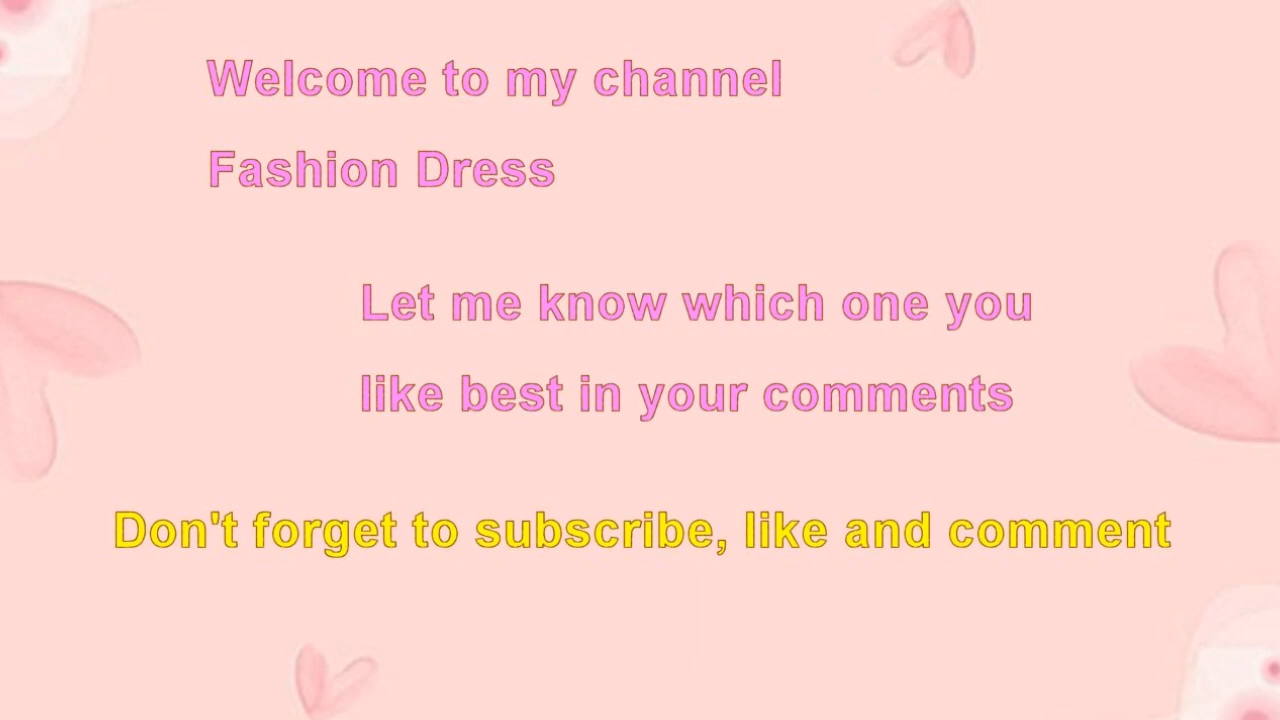 Welcome to my channel
Fashion Dress
Let me know which one you
like best in your comments
Don't forget to subscribe, like and comment